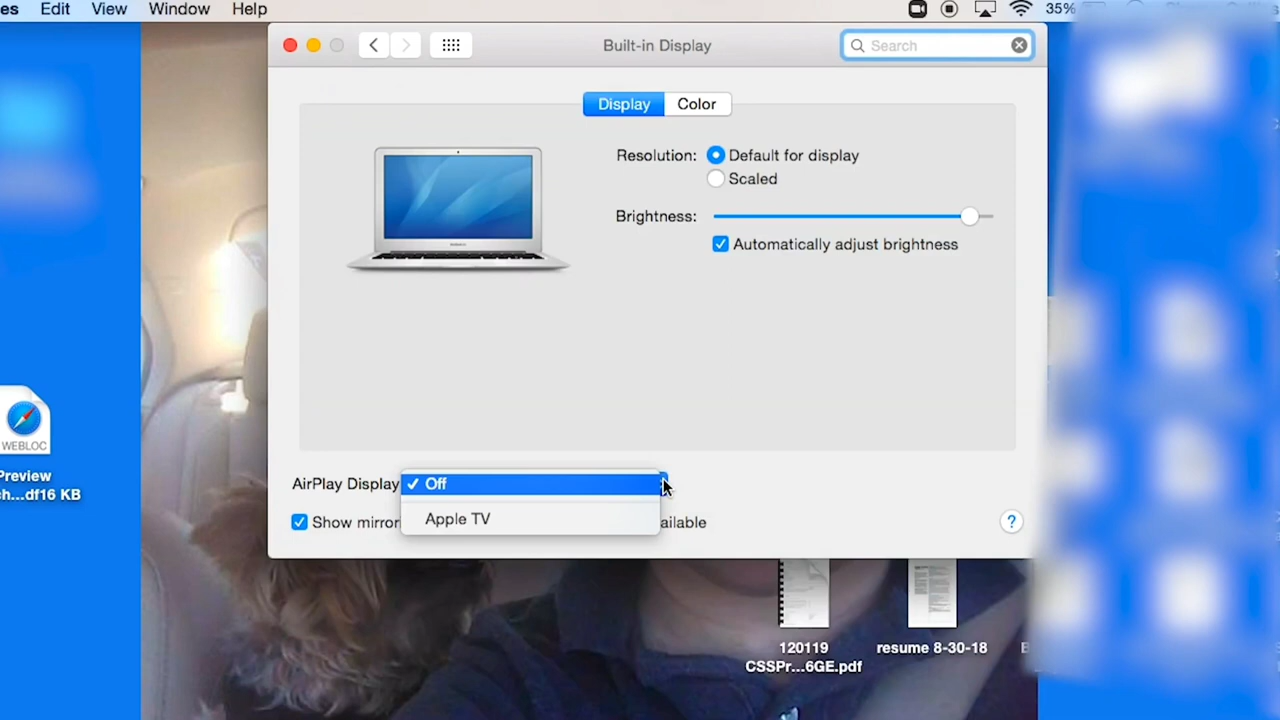 es Edit View Window Help 35%
Built-in Display
Search
Display Color
Resolution: Default for display
Scaled
Brightness:
Automatically adjust brightness
AirPlay Display Off
Apple TV
Show mirror ailable
?
WEBLOC
Preview
ch...df16 KB
120119
CSSPr...6GE.pdf
resume 8-30-18